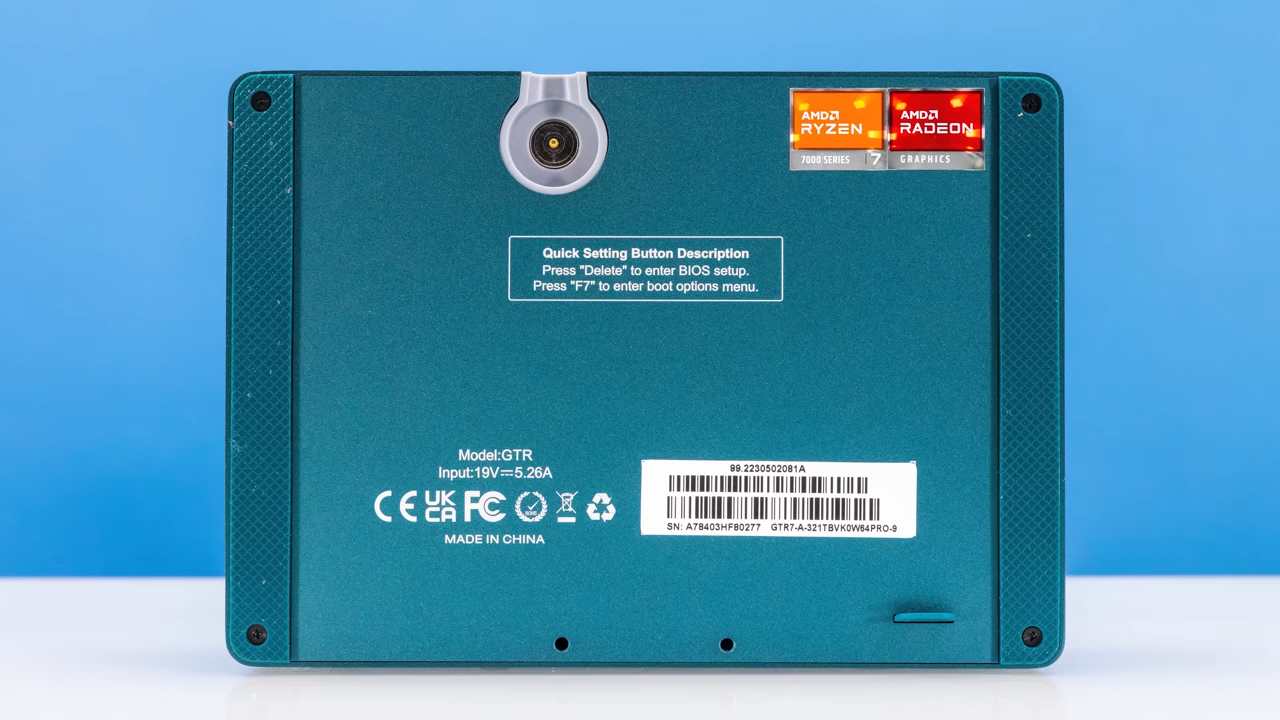 AMD
RYZEN
7000 SERIES 7
AMD
RADEON
GRAPHICS
Quick Setting Button Description
Press "Delete" to enter BIOS setup.
Press "F7" to enter boot options menu.
Model:GTR
Input:19V⎓5.26A
CE UK CA FC
ROHS
MADE IN CHINA
99.2230502081A
SN: A78403HF80277 GTR7-A-321TBVK0W64PRO-9